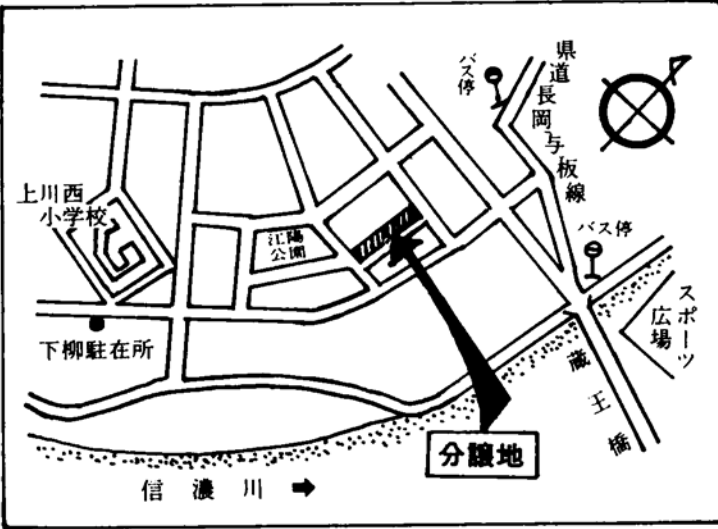 バス停
県道長岡与板線
上川西
小学校
江陽
公園
バス停
スポーツ
広場
下柳駐在所
蔵王橋
分譲地
信濃川 ➡